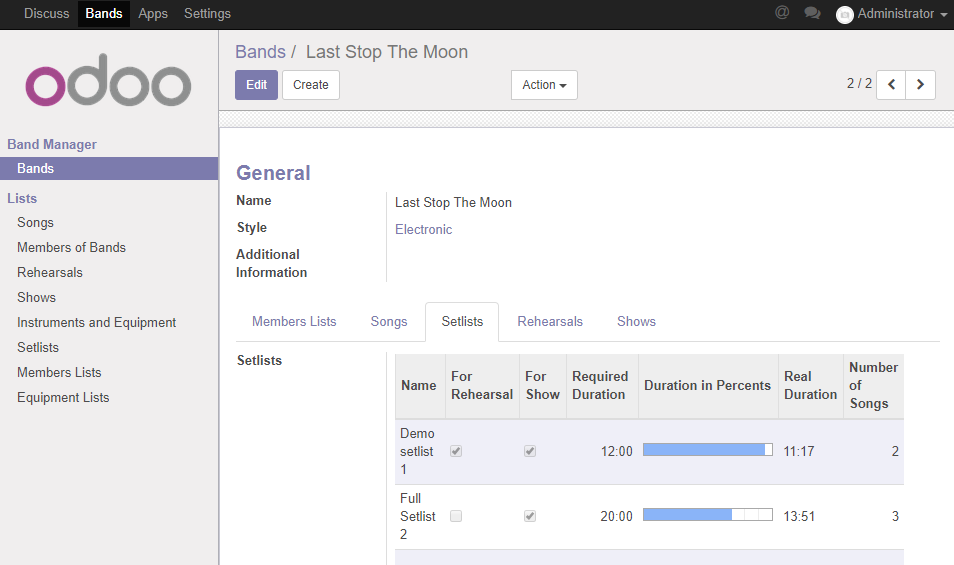 Discuss Bands Apps Settings @ Administrator
odoo
Band Manager
Bands
Lists
Songs
Members of Bands
Rehearsals
Shows
Instruments and Equipment
Setlists
Members Lists
Equipment Lists
Bands / Last Stop The Moon
Edit Create Action 2 / 2
General
Name Last Stop The Moon
Style Electronic
Additional
Information
Members Lists Songs Setlists Rehearsals Shows
Setlists
Name For Rehearsal For Show Required Duration Duration in Percents Real Duration Number of Songs
Demo setlist 1 12:00 11:17 2
Full Setlist 2 20:00 13:51 3